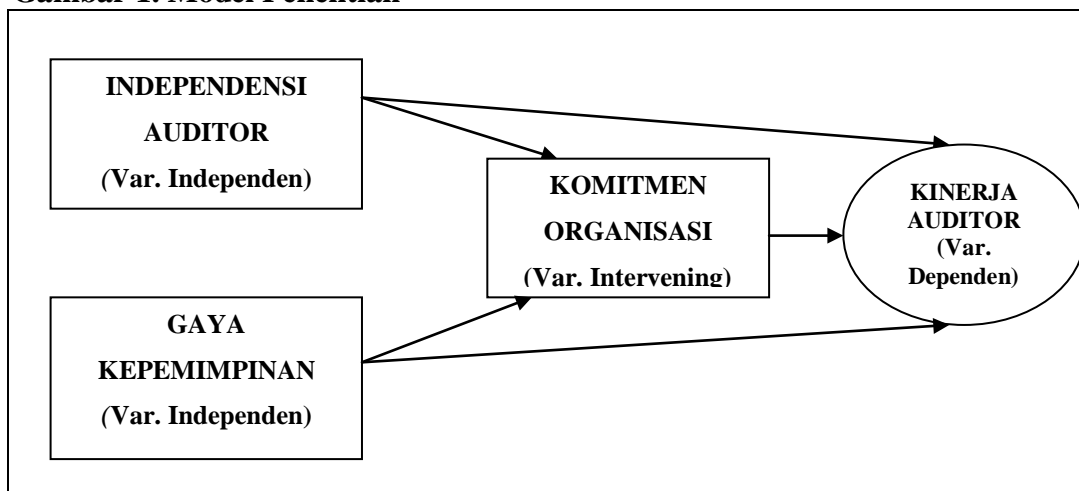 Gambar 1. Model Penelitian
INDEPENDENSI
AUDITOR
(Var. Independen)
KOMITMEN
ORGANISASI
(Var. Intervening)
KINERJA
AUDITOR
(Var.
Dependen)
GAYA
KEPEMIMPINAN
(Var. Independen)